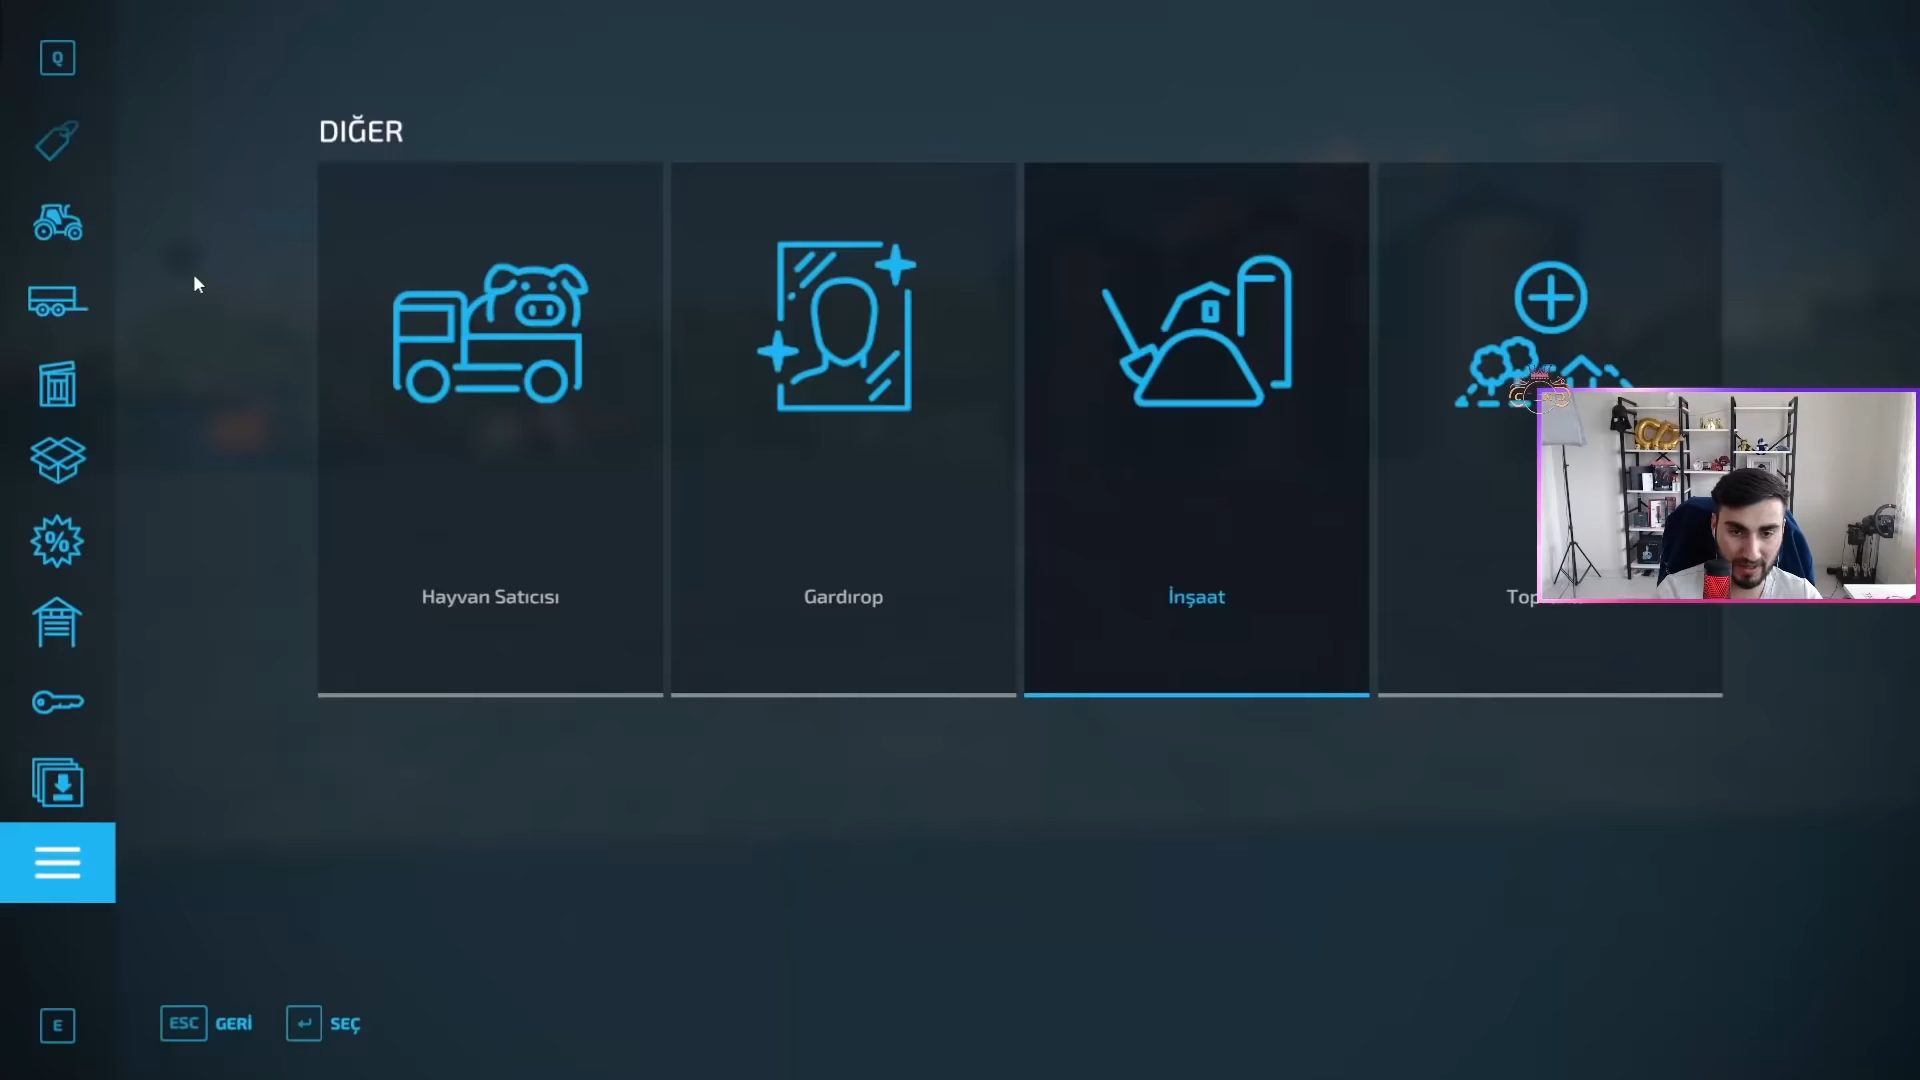 Q
DIĞER
%
Hayvan Satıcısı
Gardırop
İnşaat
E
ESC GERİ
SEÇ